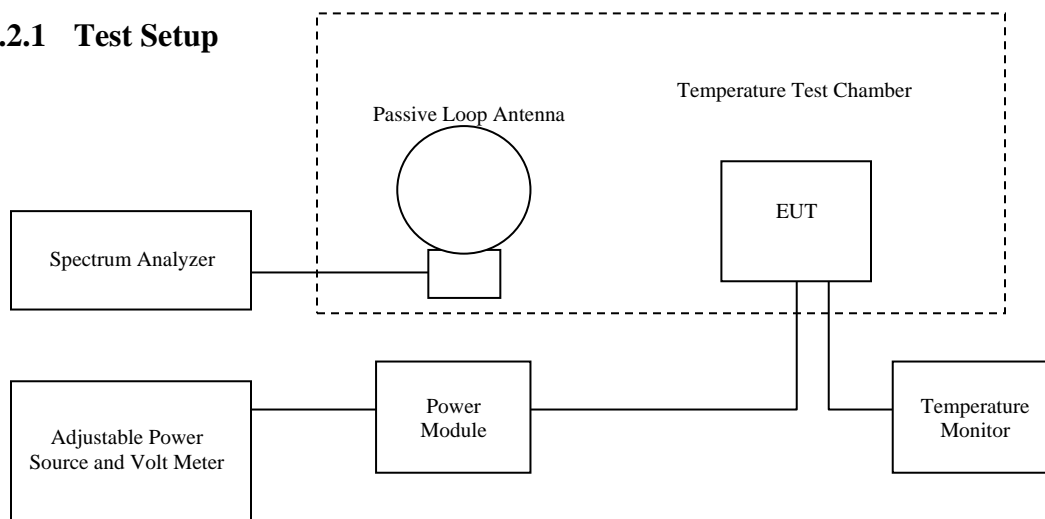 .2.1 Test Setup
Passive Loop Antenna
Temperature Test Chamber
EUT
Spectrum Analyzer
Power
Module
Temperature
Monitor
Adjustable Power
Source and Volt Meter